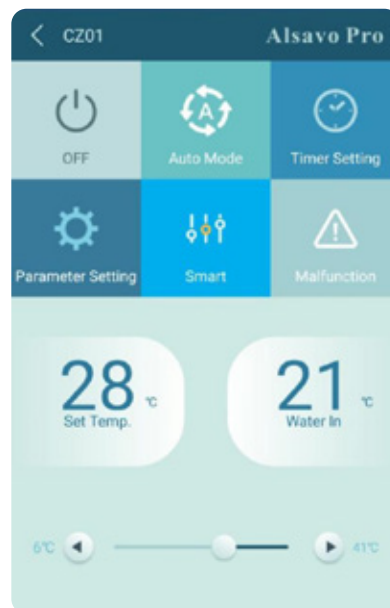 CZ01 Alsavo Pro
A
OFF Auto Mode Timer Setting
Parameter Setting Smart Malfunction
28 °C 21 °C
Set Temp. Water In
6°C 41°C